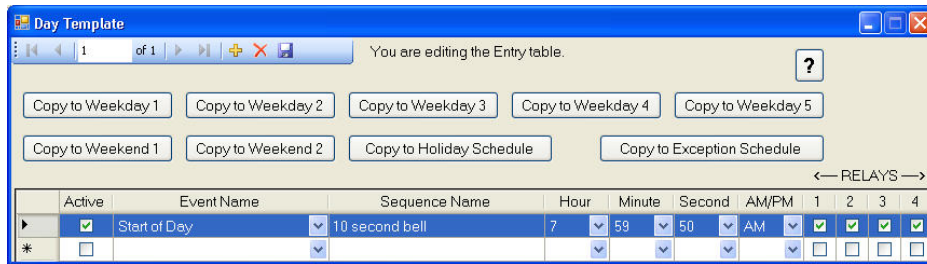 Day Template
1 of 1 You are editing the Entry table.
?
Copy to Weekday 1 Copy to Weekday 2 Copy to Weekday 3 Copy to Weekday 4 Copy to Weekday 5
Copy to Weekend 1 Copy to Weekend 2 Copy to Holiday Schedule Copy to Exception Schedule
<— RELAYS —>
Active Event Name Sequence Name Hour Minute Second AM/PM 1 2 3 4
Start of Day 10 second bell 7 59 50 AM